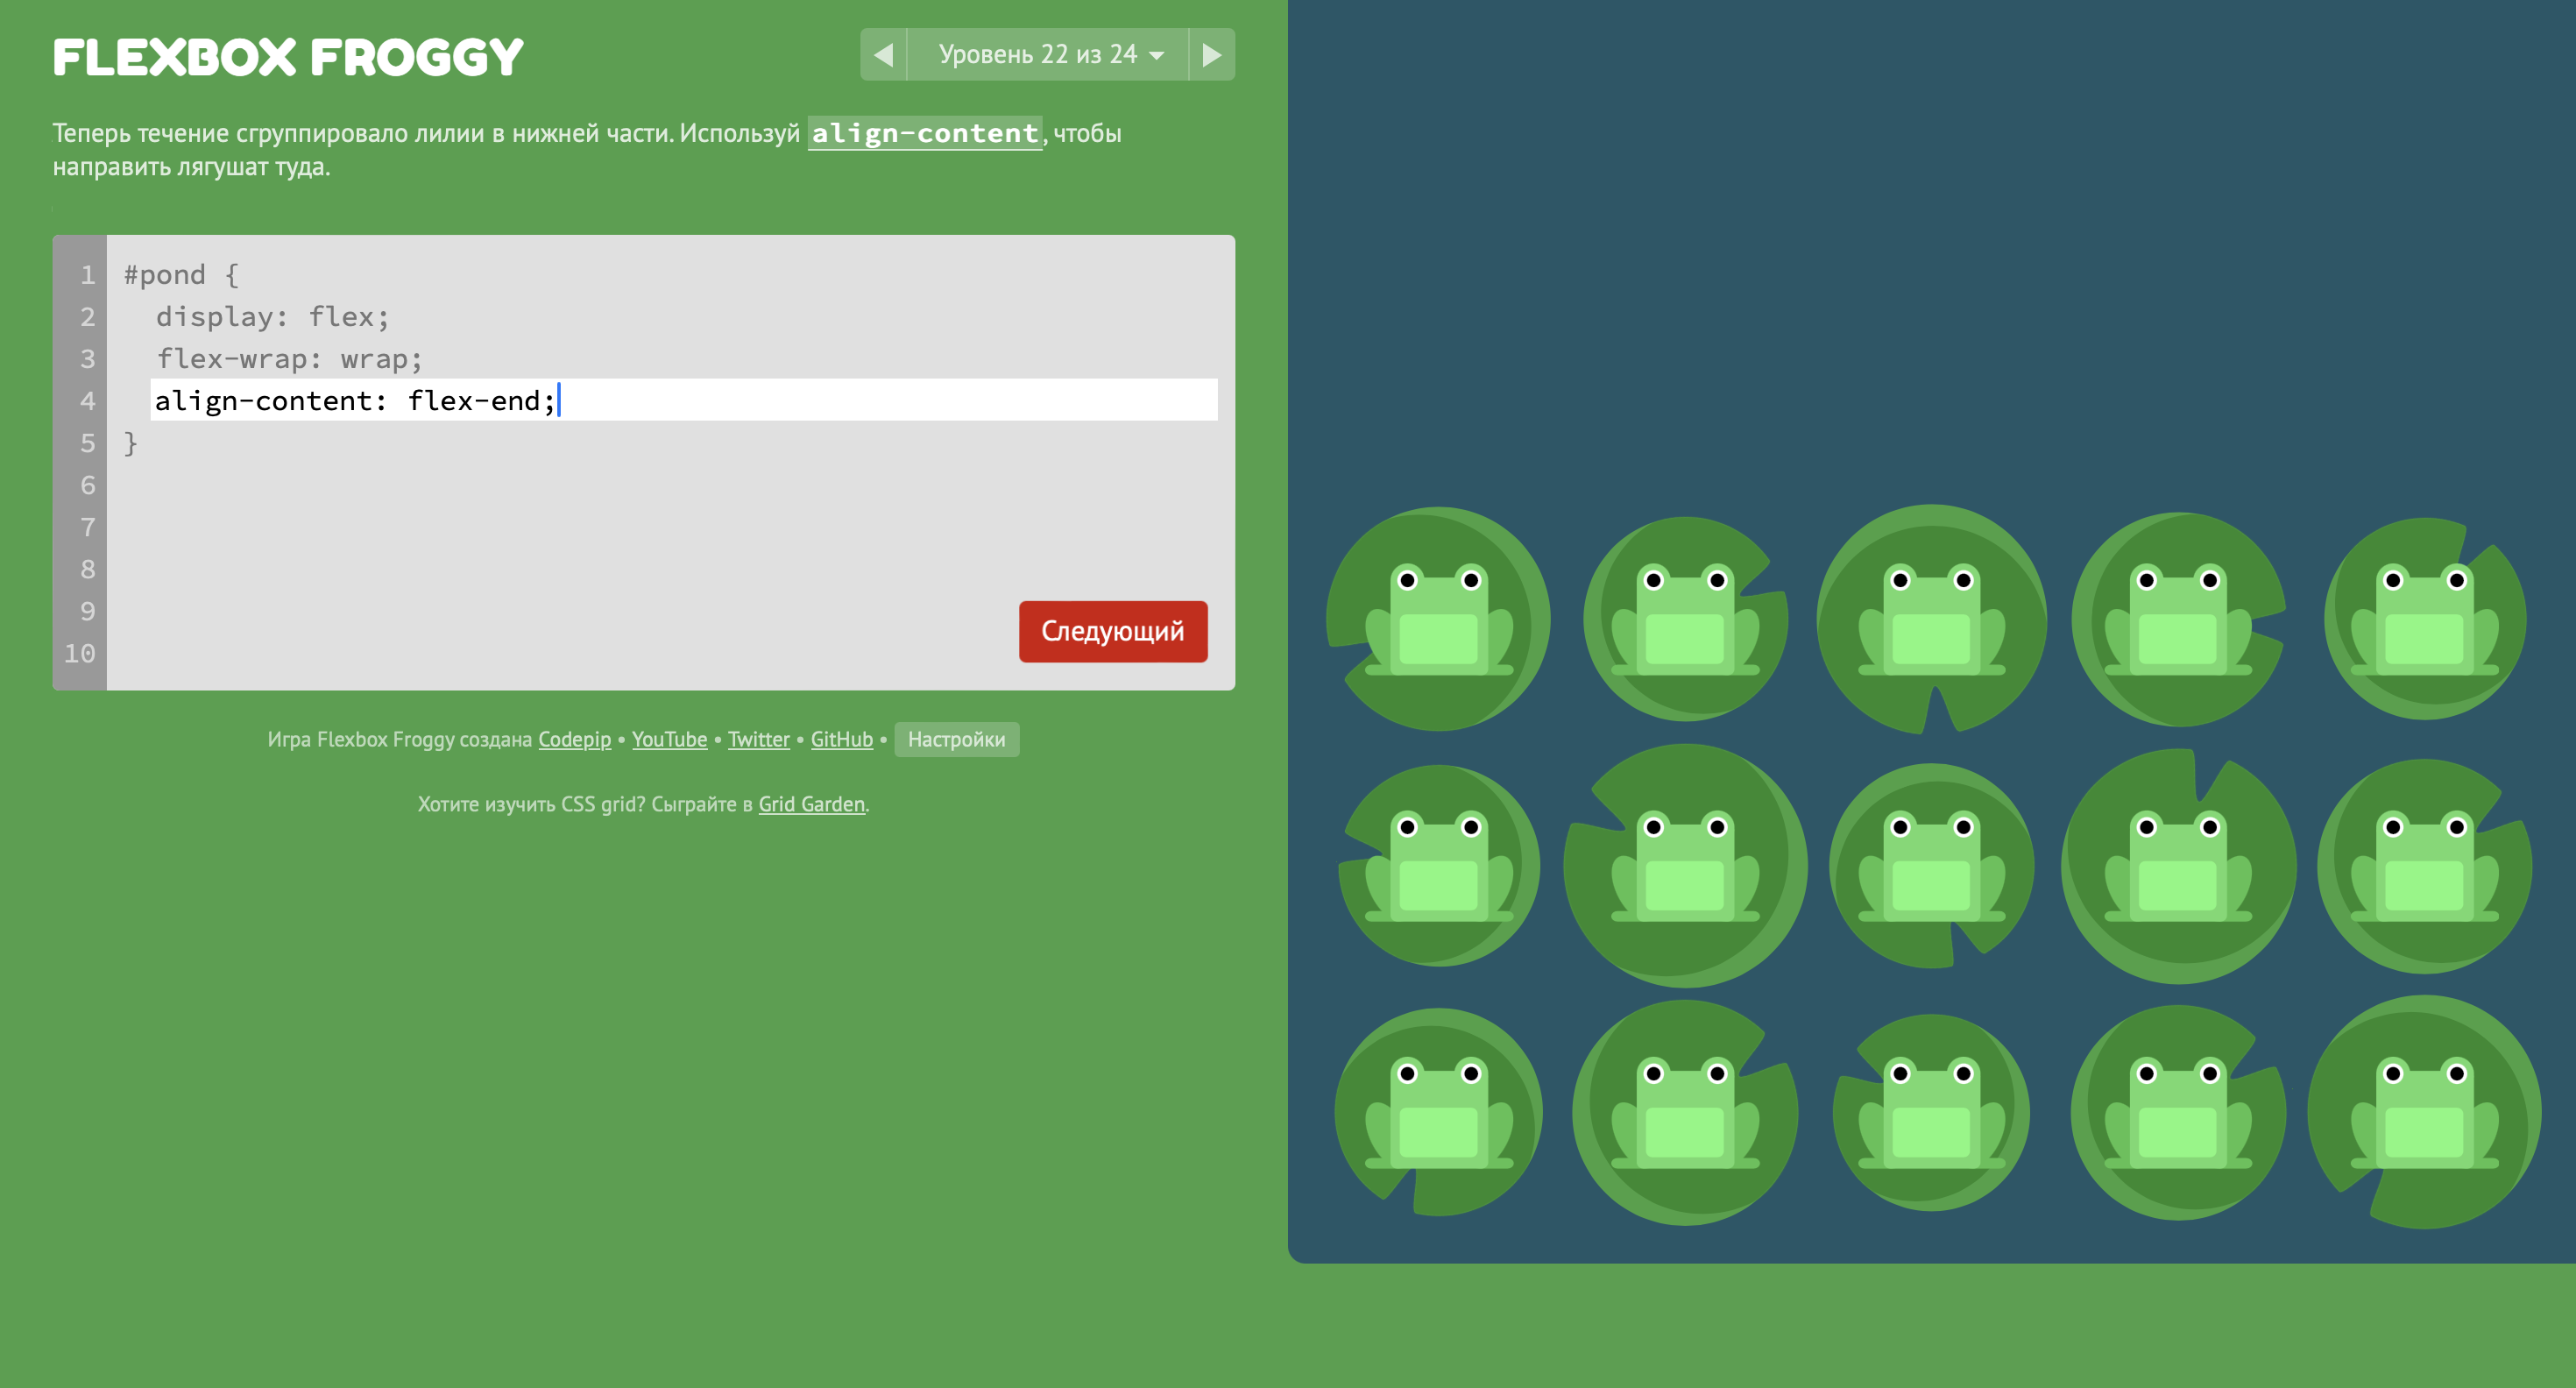 FLEXBOX FROGGY
Уровень 22 из 24
Теперь течение сгруппировало лилии в нижней части. Используй align-content, чтобы
направить лягушат туда.
1 #pond {
2 display: flex;
3 flex-wrap: wrap;
4 align-content: flex-end;
5 }
6
7
8
9
10
Следующий
Игра Flexbox Froggy создана Codepip • YouTube • Twitter • GitHub • Настройки
Хотите изучить CSS grid? Сыграйте в Grid Garden.